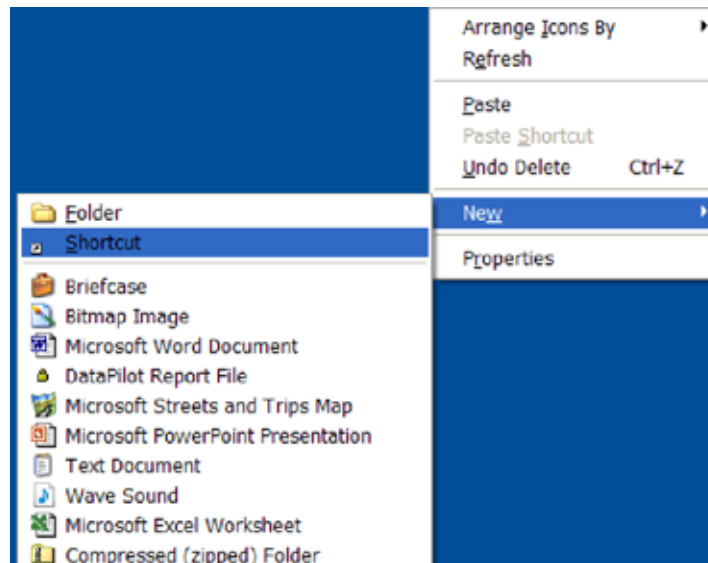 Arrange Icons By
Refresh
Paste
Paste Shortcut
Undo Delete Ctrl+Z
New
Properties
Folder
Shortcut
Briefcase
Bitmap Image
Microsoft Word Document
DataPilot Report File
Microsoft Streets and Trips Map
Microsoft PowerPoint Presentation
Text Document
Wave Sound
Microsoft Excel Worksheet
Compressed (zipped) Folder